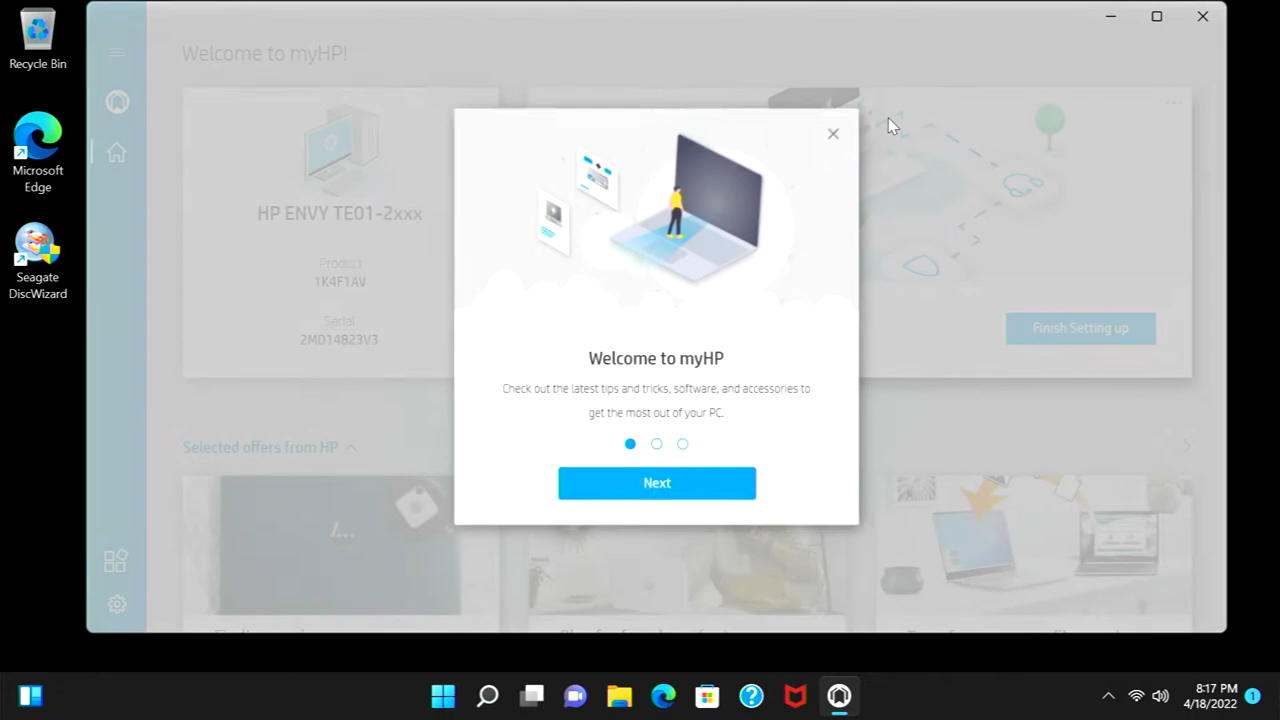 Recycle Bin
Microsoft
Edge
Seagate
DiscWizard
Welcome to myHP!
HP ENVY TE01-2xxx
Product
1K4F1AV
Serial
2MD14823V3
Finish Setting up
Selected offers from HP
Welcome to myHP
Check out the latest tips and tricks, software, and accessories to
get the most out of your PC.
Next
8:17 PM
4/18/2022
1